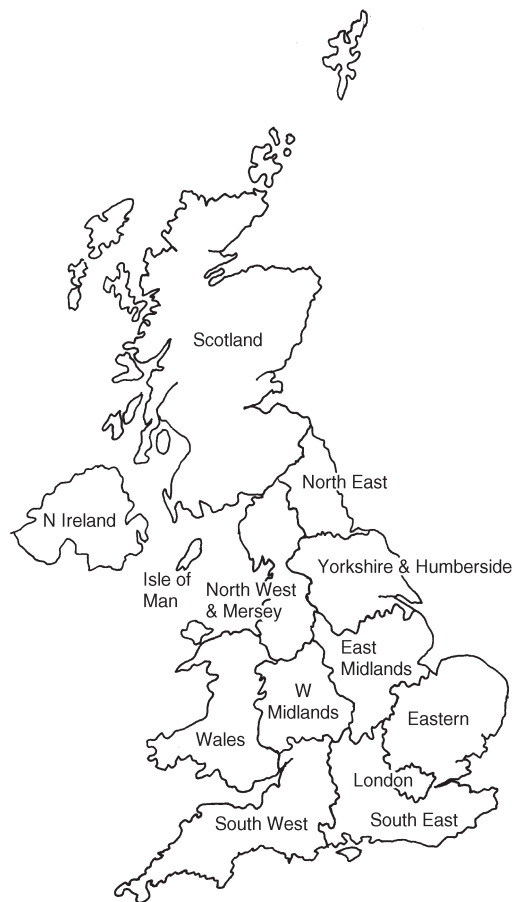 Scotland
North East
N Ireland
Yorkshire & Humberside
Isle of
Man
North West
& Mersey
East
Midlands
W
Midlands
Eastern
Wales
London
South East
South West